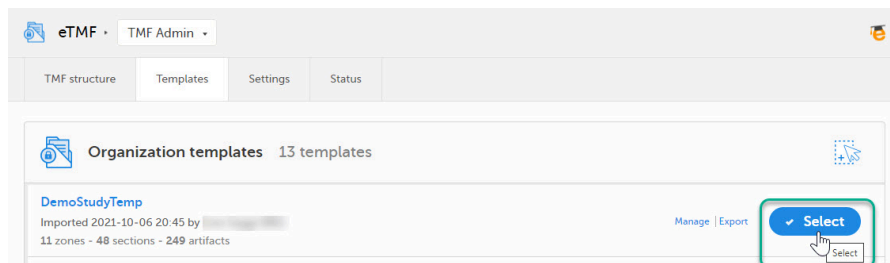 eTMF TMF Admin
TMF structure Templates Settings Status
Organization templates 13 templates
DemoStudyTemp
Imported 2021-10-06 20:45 by
Manage | Export Select
11 zones - 48 sections - 249 artifacts
Select